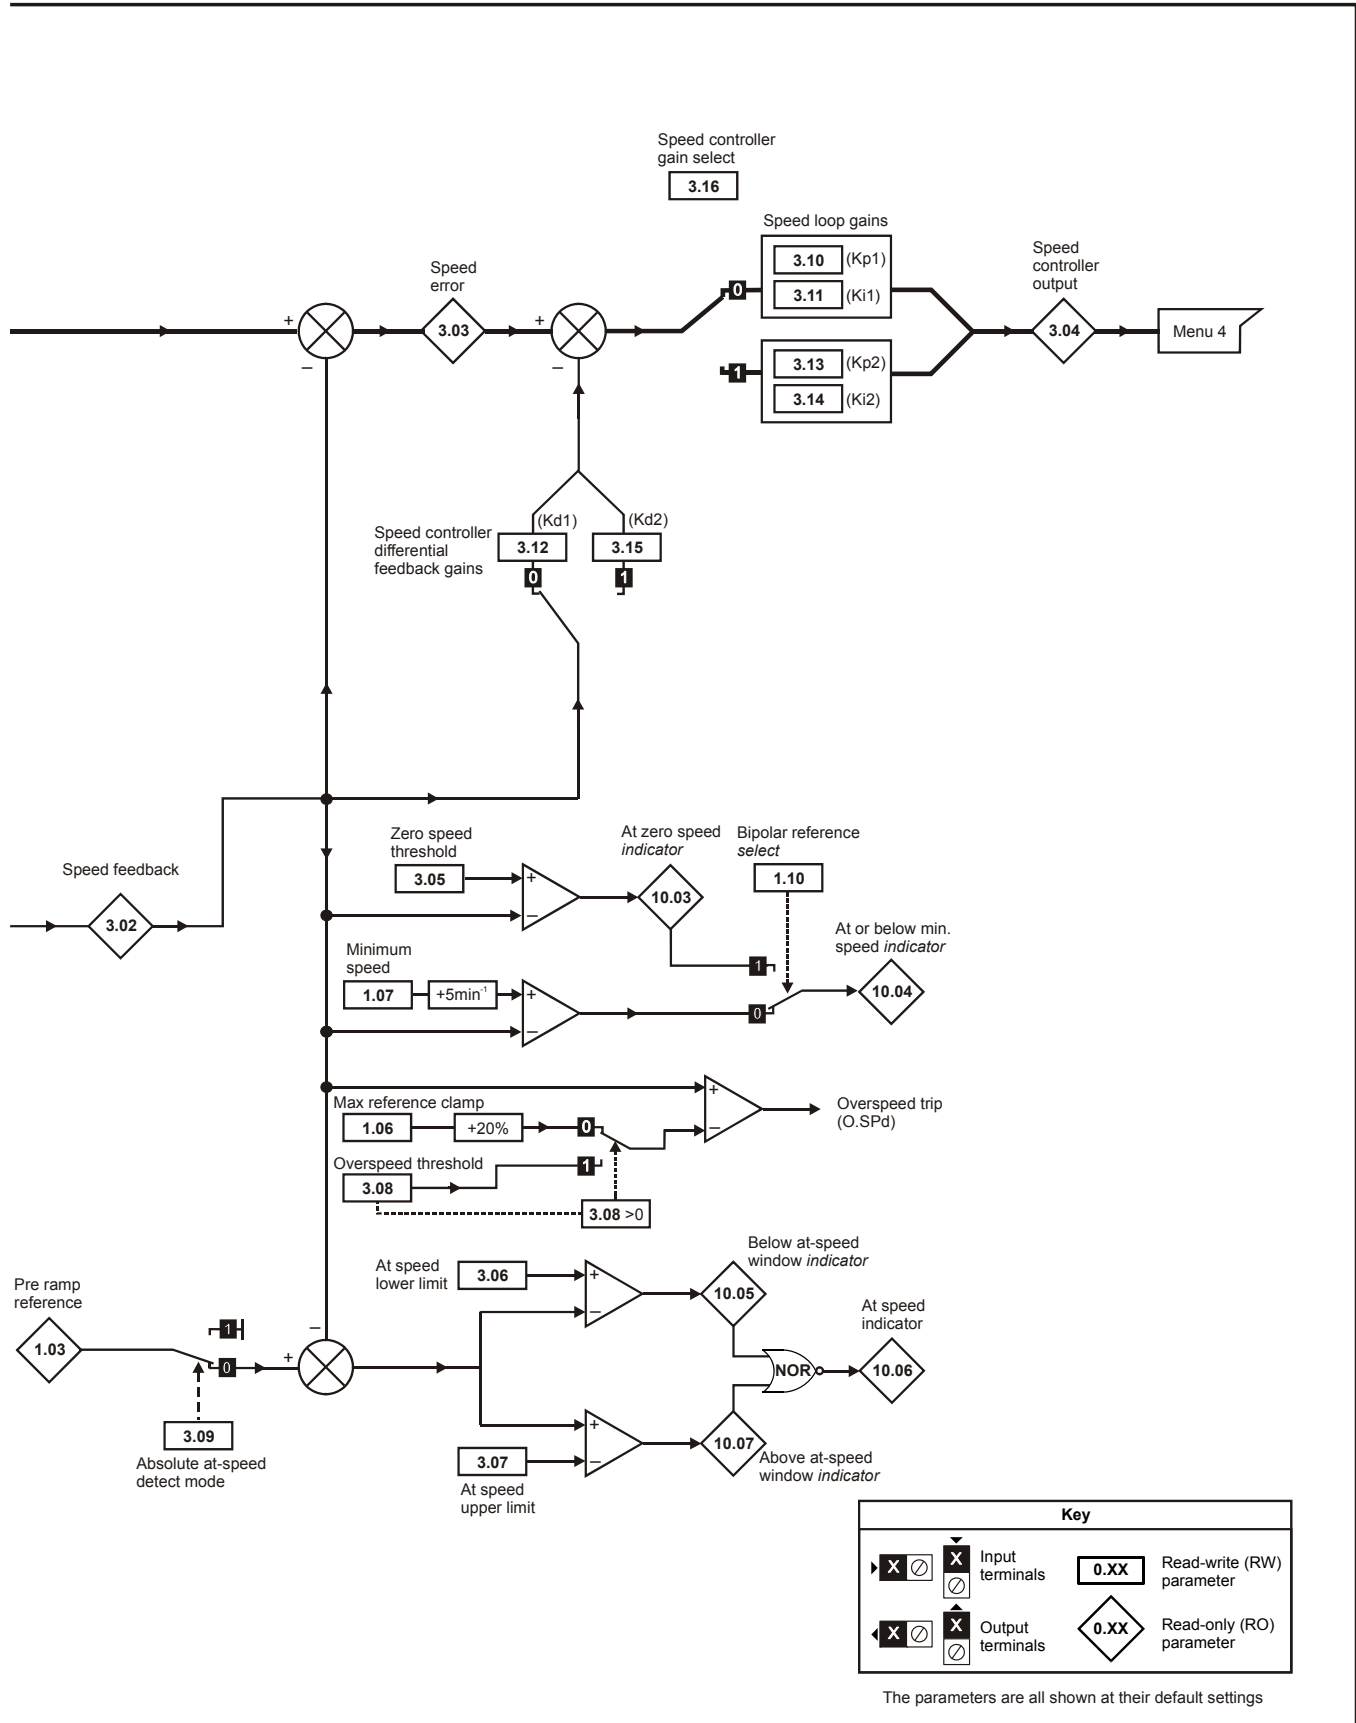 Speed controller
gain select
3.16
Speed loop gains
3.10 (Kp1)
3.11 (Ki1)
0
1
3.13 (Kp2)
3.14 (Ki2)
Speed
error
3.03
+
−
+
−
Speed
controller
output
3.04
Menu 4
Speed controller
differential
feedback gains
(Kd1)
3.12
0
(Kd2)
3.15
1
Speed feedback
3.02
Zero speed
threshold
3.05
+
−
At zero speed
indicator
10.03
Bipolar reference
select
1.10
1
0
At or below min.
speed indicator
10.04
Minimum
speed
1.07
+5min-1
+
−
Max reference clamp
1.06
+20%
0
Overspeed threshold
3.08
1
3.08 >0
+
−
Overspeed trip
(O.SPd)
Pre ramp
reference
1.03
1
0
3.09
Absolute at-speed
detect mode
−
+
At speed
lower limit
3.06
+
−
Below at-speed
window indicator
10.05
NOR
At speed
indicator
10.06
3.07
At speed
upper limit
+
−
10.07
Above at-speed
window indicator
Key
X
X
Input
terminals
0.XX
Read-write (RW)
parameter
X
X
Output
terminals
0.XX
Read-only (RO)
parameter
The parameters are all shown at their default settings